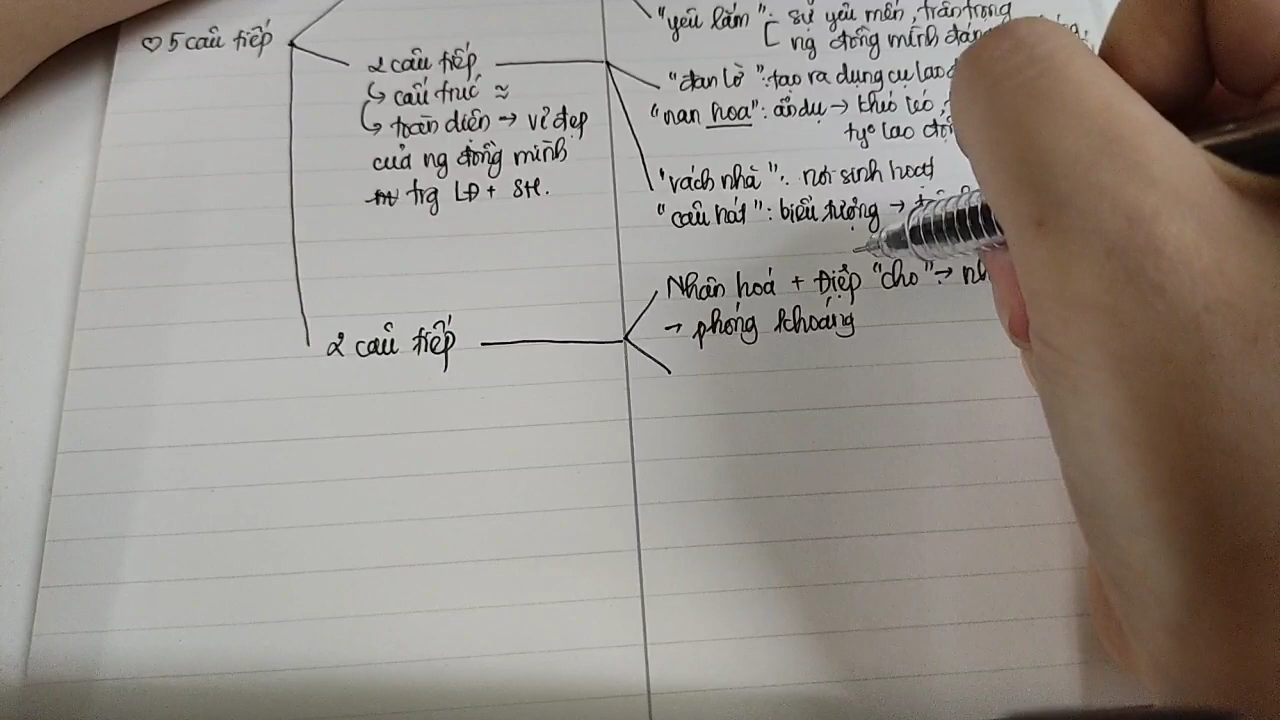 ♡ 5 câu tiếp
2 câu tiếp
↳ cấu trúc ≈
↳ toàn diện → vẻ đẹp
của ng đồng mình
trg LĐ + SH.
2 câu tiếp
"yêu lắm": sự yêu mến, trân trọng
ng đồng mình
"đan lờ": tạo ra dụng cụ lao
"nan hoa": ẩn dụ → khéo léo,
lao
"vách nhà": nơi sinh hoạt
"câu hát": biểu tượng →
Nhân hoá + Điệp "cho" →
→ phóng khoáng